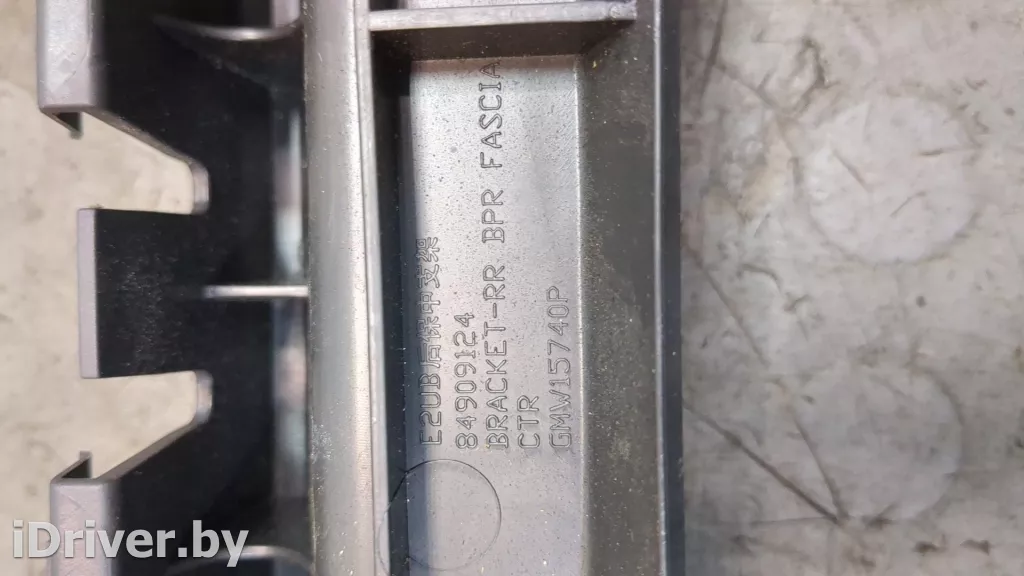 E2UB后保中支架
84909124
BRACKET-RR BPR FASCIA
CTR
GMW15740P
iDriver.by